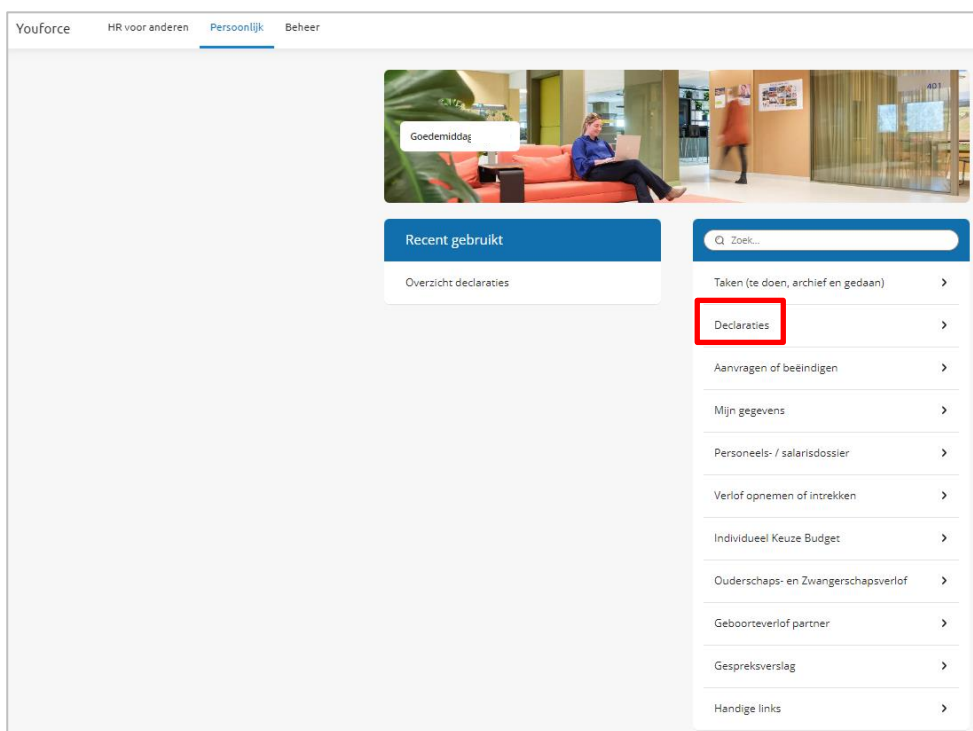 Youforce HR voor anderen Persoonlijk Beheer
401
Goedemiddag
Recent gebruikt
Overzicht declaraties
Zoek...
Taken (te doen, archief en gedaan)
Declaraties
Aanvragen of beëindigen
Mijn gegevens
Personeels- / salarisdossier
Verlof opnemen of intrekken
Individueel Keuze Budget
Ouderschaps- en Zwangerschapsverlof
Geboorteverlof partner
Gespreksverslag
Handige links